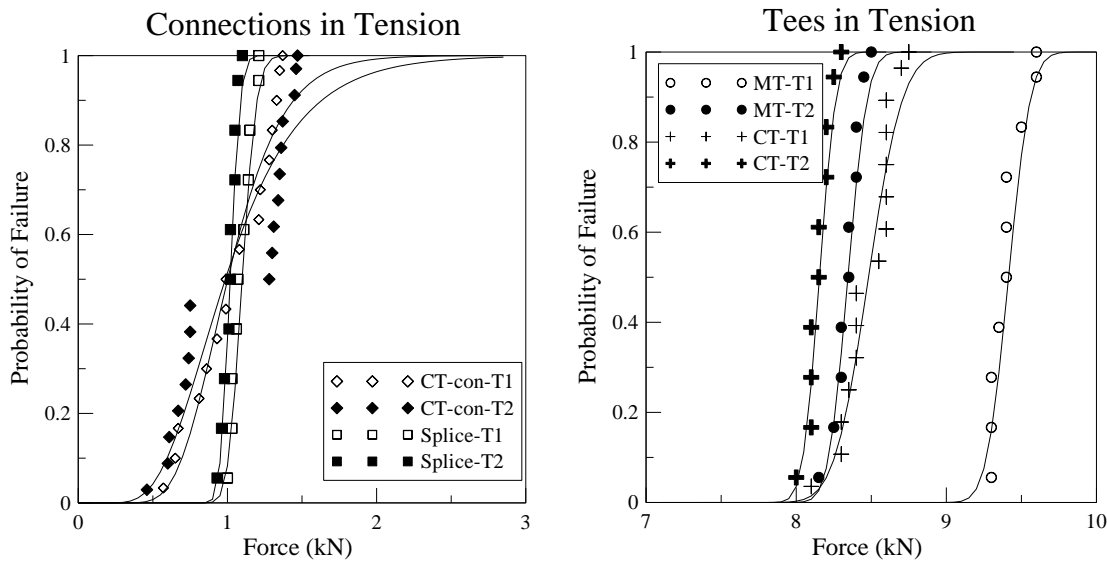 Connections in Tension
Probability of Failure
1
0.8
0.6
0.4
0.2
0
0
1
2
3
Force (kN)
CT-con-T1
CT-con-T2
Splice-T1
Splice-T2
Tees in Tension
Probability of Failure
1
0.8
0.6
0.4
0.2
0
7
8
9
10
Force (kN)
MT-T1
MT-T2
CT-T1
CT-T2